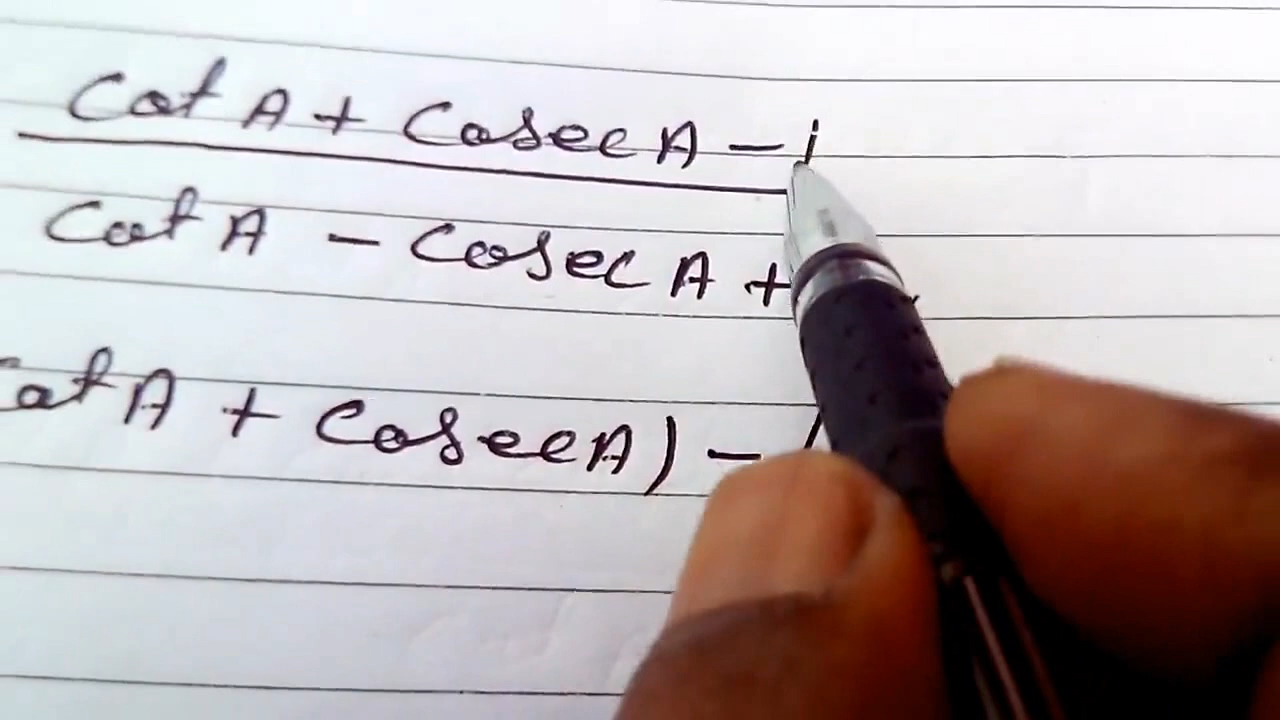 Cot A + Cosec A - 1
Cot A - Cosec A +
Cot A + Cosec A) - (